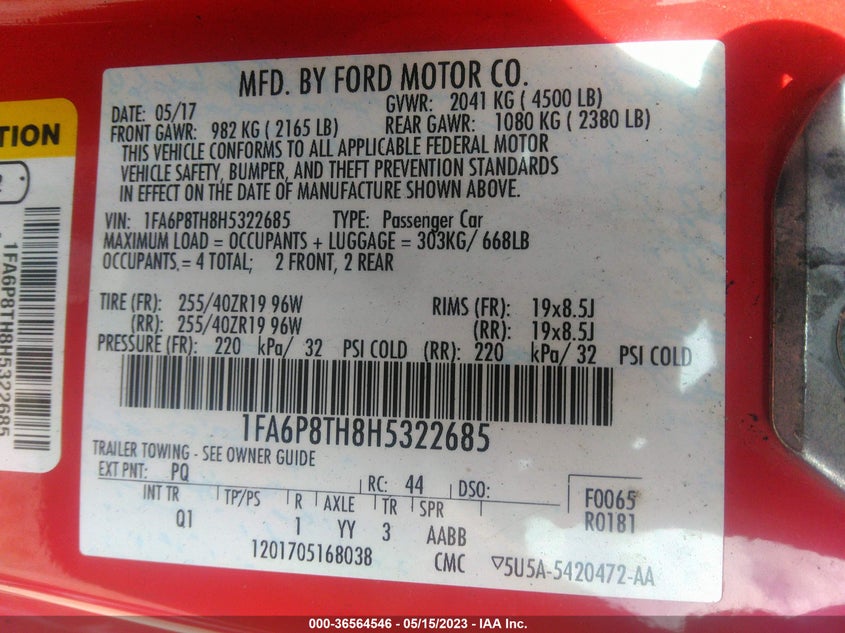 MFD. BY FORD MOTOR CO.
DATE: 05/17 GVWR: 2041 KG ( 4500 LB)
FRONT GAWR: 982 KG ( 2165 LB) REAR GAWR: 1080 KG ( 2380 LB)
THIS VEHICLE CONFORMS TO ALL APPLICABLE FEDERAL MOTOR
VEHICLE SAFETY, BUMPER, AND THEFT PREVENTION STANDARDS
IN EFFECT ON THE DATE OF MANUFACTURE SHOWN ABOVE.
VIN: 1FA6P8TH8H5322685 TYPE: Passenger Car
MAXIMUM LOAD = OCCUPANTS + LUGGAGE = 303KG/ 668LB
OCCUPANTS = 4 TOTAL; 2 FRONT, 2 REAR
TIRE (FR): 255/40ZR19 96W RIMS (FR): 19x8.5J
(RR): 255/40ZR19 96W (RR): 19x8.5J
PRESSURE (FR): 220 kPa/ 32 PSI COLD (RR): 220 kPa/ 32 PSI COLD
1FA6P8TH8H5322685
TRAILER TOWING - SEE OWNER GUIDE
EXT PNT: PQ RC: 44 DSO: F0065
INT TR TP/PS R AXLE TR SPR R0181
Q1 1 YY 3 AABB
1201705168038 CMC ▽5U5A-5420472-AA
TION
1FA6P8TH8H5322685
000-36564546 - 05/15/2023 - IAA Inc.